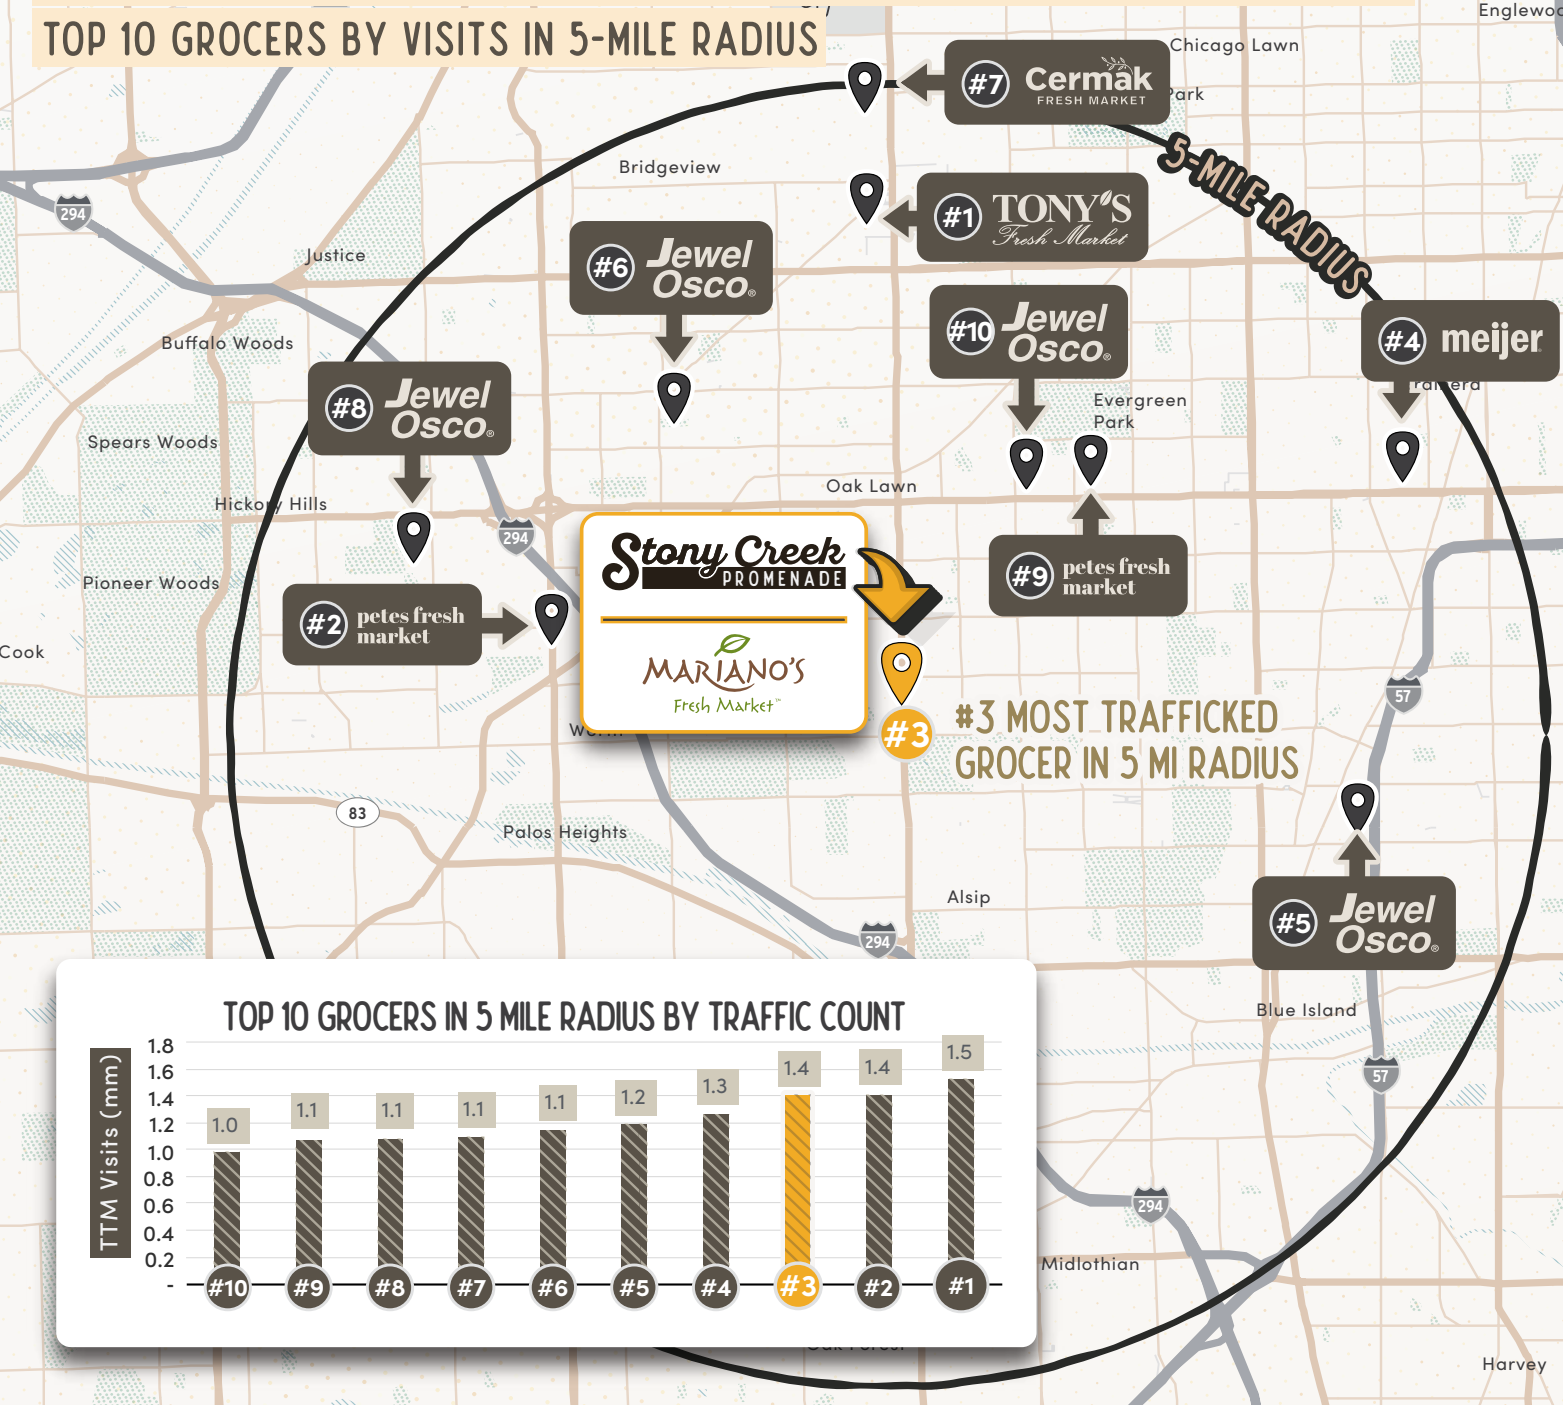 TOP 10 GROCERS BY VISITS IN 5-MILE RADIUS
Englewood
Chicago Lawn
#7 Cermak
FRESH MARKET
Park
5-MILE RADIUS
Bridgeview
294
#1 TONY'S
Fresh Market
#6 Jewel
Osco®
Justice
#10 Jewel
Osco®
#4 meijer
Buffalo Woods
#8 Jewel
Osco®
Evergreen
Park
Spears Woods
Oak Lawn
Hickory Hills
294
Stony Creek
PROMENADE
#9 petes fresh
market
Pioneer Woods
#2 petes fresh
market
Cook
MARIANO'S
Fresh Market™
57
#3
#3 MOST TRAFFICKED
GROCER IN 5 MI RADIUS
Worth
83
Palos Heights
Alsip
#5 Jewel
Osco®
294
Blue Island
57
TOP 10 GROCERS IN 5 MILE RADIUS BY TRAFFIC COUNT
TTM Visits (mm)
1.8
1.6
1.4
1.2
1.0
0.8
0.6
0.4
0.2
-
1.0 1.1 1.1 1.1 1.1 1.2 1.3 1.4 1.4 1.5
#10 #9 #8 #7 #6 #5 #4 #3 #2 #1
294
Midlothian
Oak Forest
Harvey